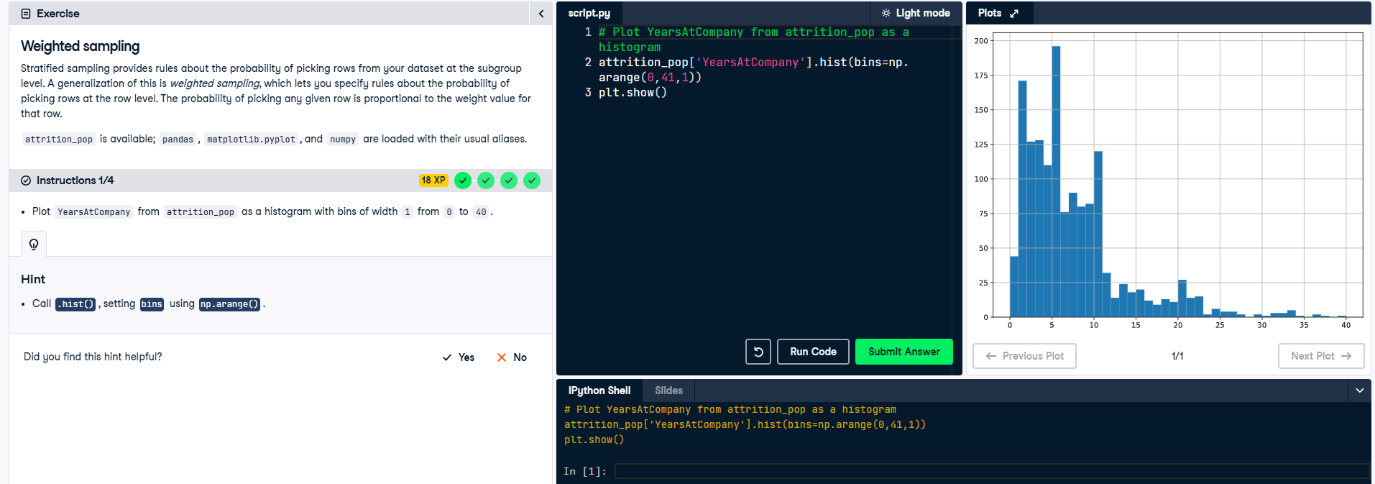 Exercise
Weighted sampling
Stratified sampling provides rules about the probability of picking rows from your dataset at the subgroup
level. A generalization of this is weighted sampling, which lets you specify rules about the probability of
picking rows at the row level. The probability of picking any given row is proportional to the weight value for
that row.
attrition_pop is available; pandas , matplotlib.pyplot , and numpy are loaded with their usual aliases.
Instructions 1/4
18 XP
• Plot YearsAtCompany from attrition_pop as a histogram with bins of width 1 from 0 to 40 .
Hint
• Call .hist() , setting bins using np.arange() .
Did you find this hint helpful?
Yes
No
script.py
Light mode
1 # Plot YearsAtCompany from attrition_pop as a
histogram
2 attrition_pop['YearsAtCompany'].hist(bins=np.
arange(0,41,1))
3 plt.show()
Run Code
Submit Answer
Plots
200
175
150
125
100
75
50
25
0
0 5 10 15 20 25 30 35 40
← Previous Plot
1/1
Next Plot →
IPython Shell
Slides
# Plot YearsAtCompany from attrition_pop as a histogram
attrition_pop['YearsAtCompany'].hist(bins=np.arange(0,41,1))
plt.show()
In [1]: